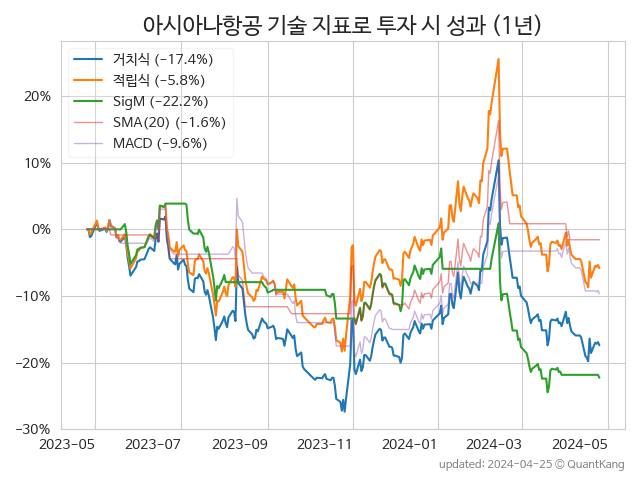 아시아나항공 기술 지표로 투자 시 성과 (1년)
거치식 (−17.4%)
적립식 (−5.8%)
SigM (−22.2%)
SMA(20) (−1.6%)
MACD (−9.6%)
20%
10%
0%
−10%
−20%
−30%
2023−05 2023−07 2023−09 2023−11 2024−01 2024−03 2024−05
updated: 2024−04−25 © QuantKang